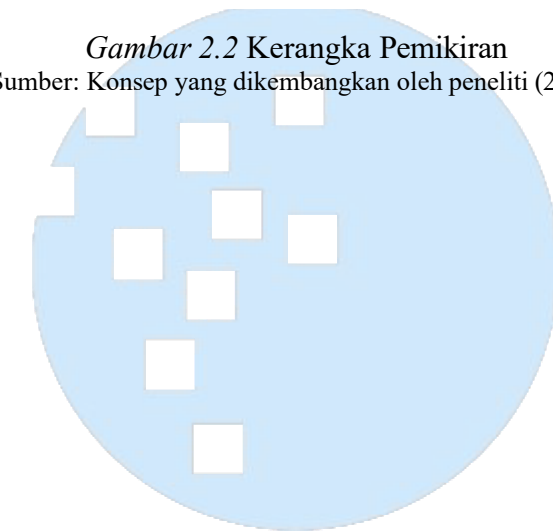 Gambar 2.2 Kerangka Pemikiran
Sumber: Konsep yang dikembangkan oleh peneliti (2